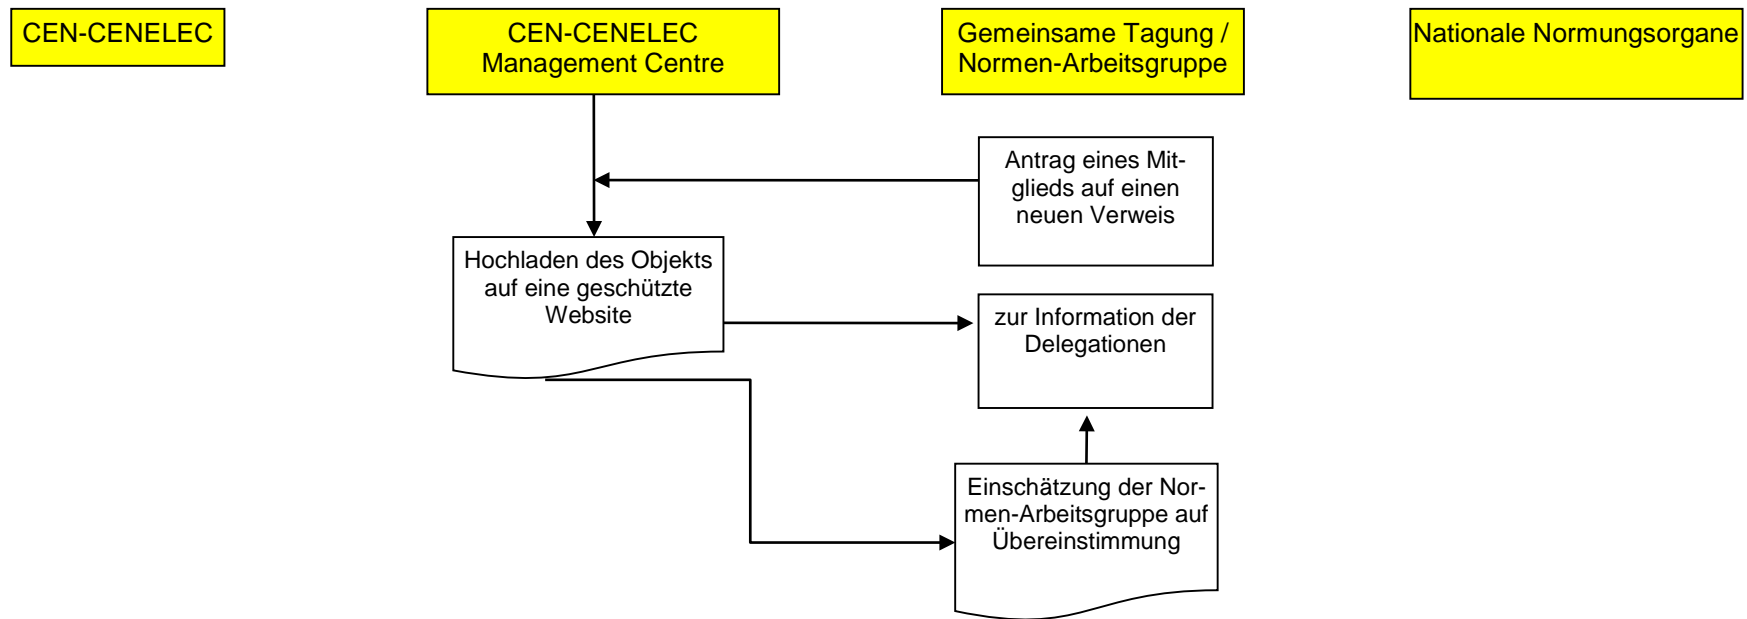 CEN-CENELEC
CEN-CENELEC
Management Centre
Gemeinsame Tagung /
Normen-Arbeitsgruppe
Nationale Normungsorgane
Antrag eines Mit-
glieds auf einen
neuen Verweis
Hochladen des Objekts
auf eine geschützte
Website
zur Information der
Delegationen
Einschätzung der Nor-
men-Arbeitsgruppe auf
Übereinstimmung